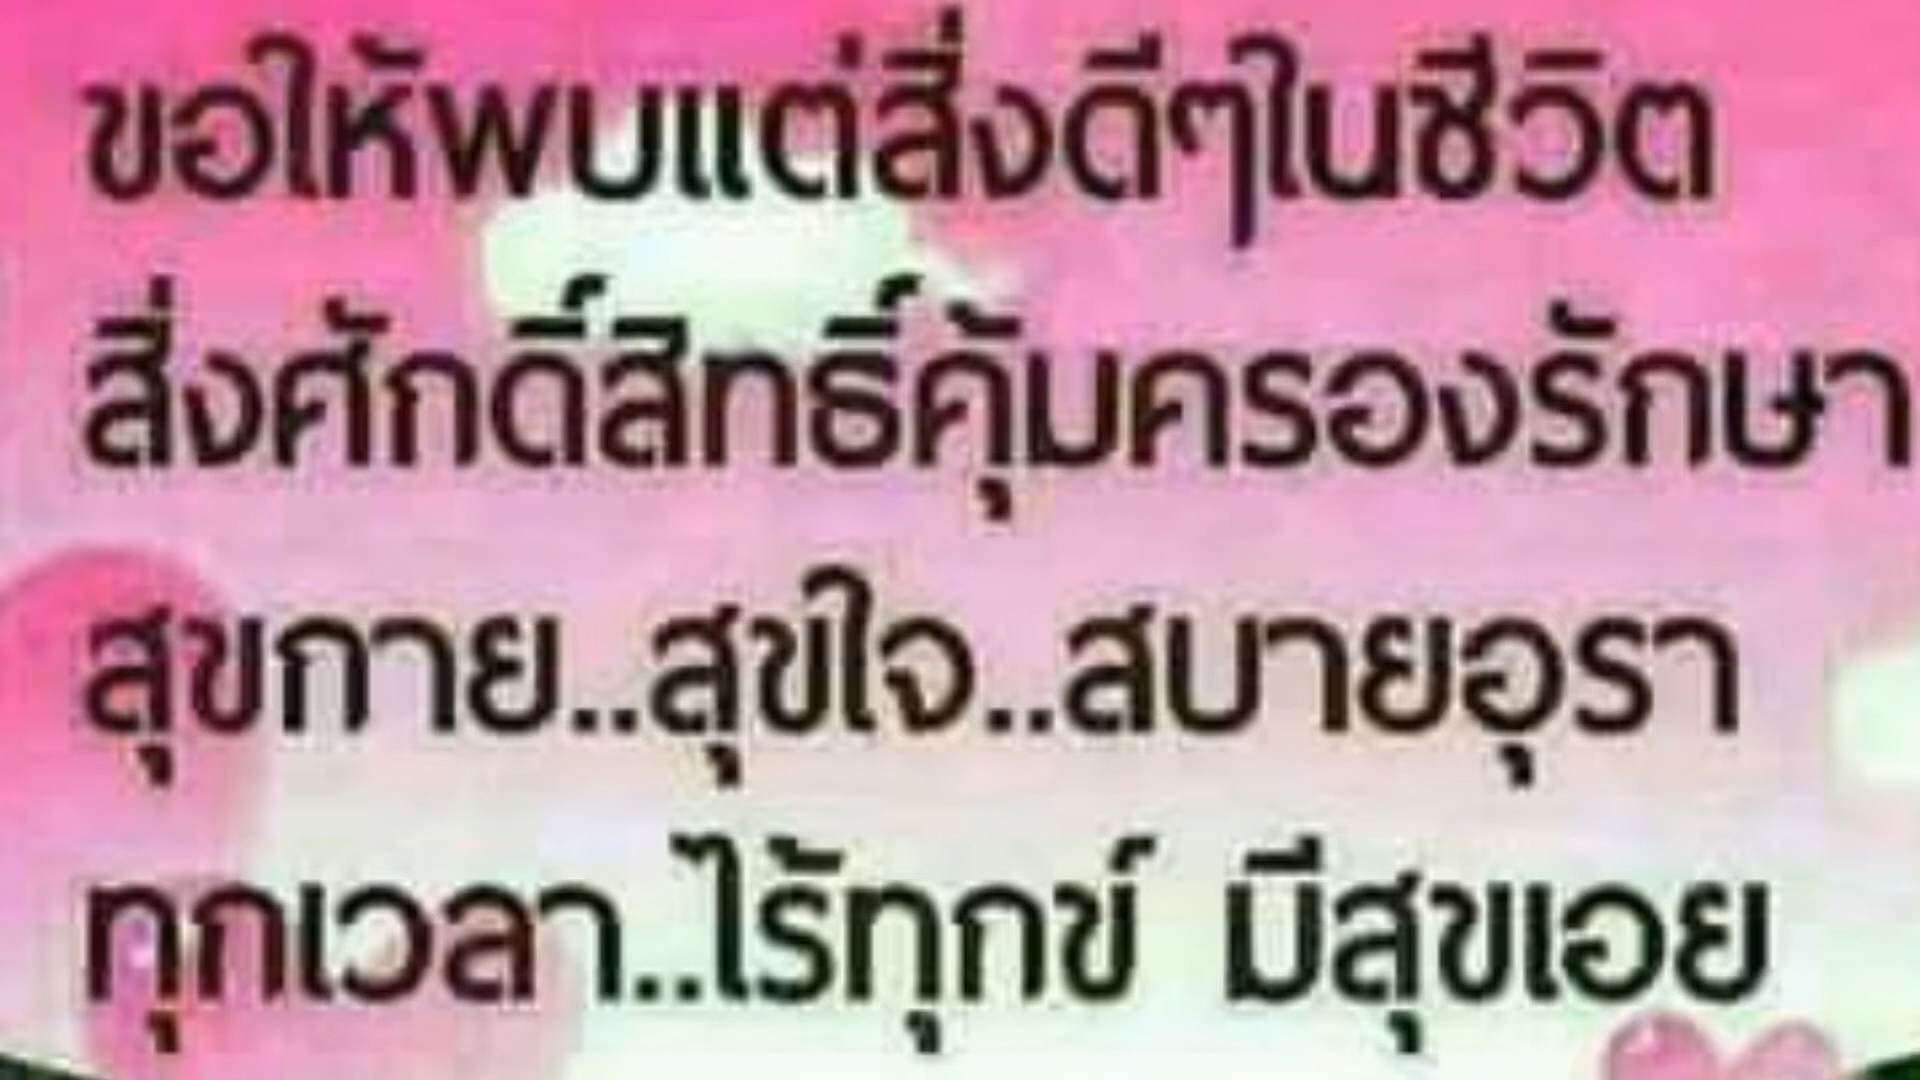 ขอให้พบแต่สิ่งดีๆในชีวิต
สิ่งศักดิ์สิทธิ์คุ้มครองรักษา
สุขกาย..สุขใจ..สบายอุรา
ทุกเวลา..ไร้ทุกข์ มีสุขเอย